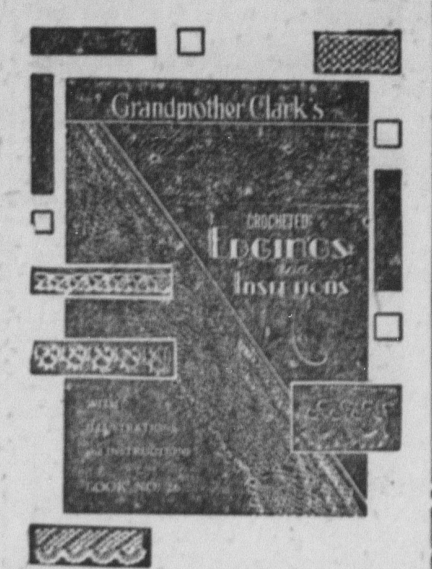 Grandmother Clark's
CROCHETED
EDGINGS
and
INSERTIONS
WITH
ILLUSTRATIONS
and INSTRUCTIONS
BOOK NO. 26